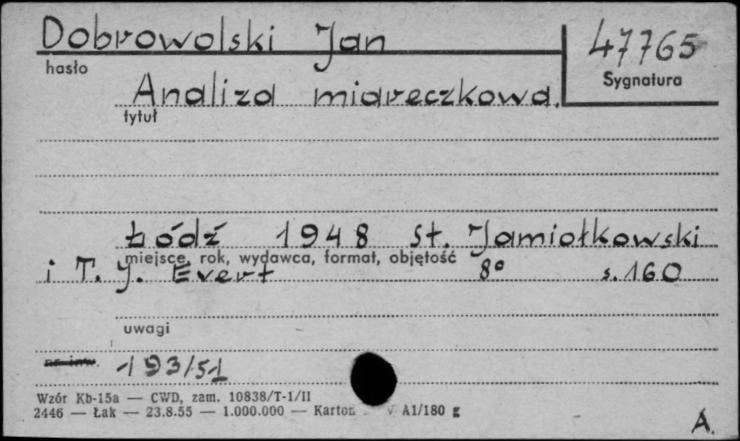 Dobrowolski Jan
47765
hasło
Sygnatura
Analiza miareczkowa.
tytuł
Łódź 1948 St. Jamiołkowski
miejsce, rok, wydawca, format, objętość
i T. J. Evert 8° s. 160
uwagi
nr inw. 193/51
Wzór Kb-15a — CWD, zam. 10838/T-1/II
2446 — Łak — 23.8.55 — 1.000.000 — Karton V A1/180 g
A.